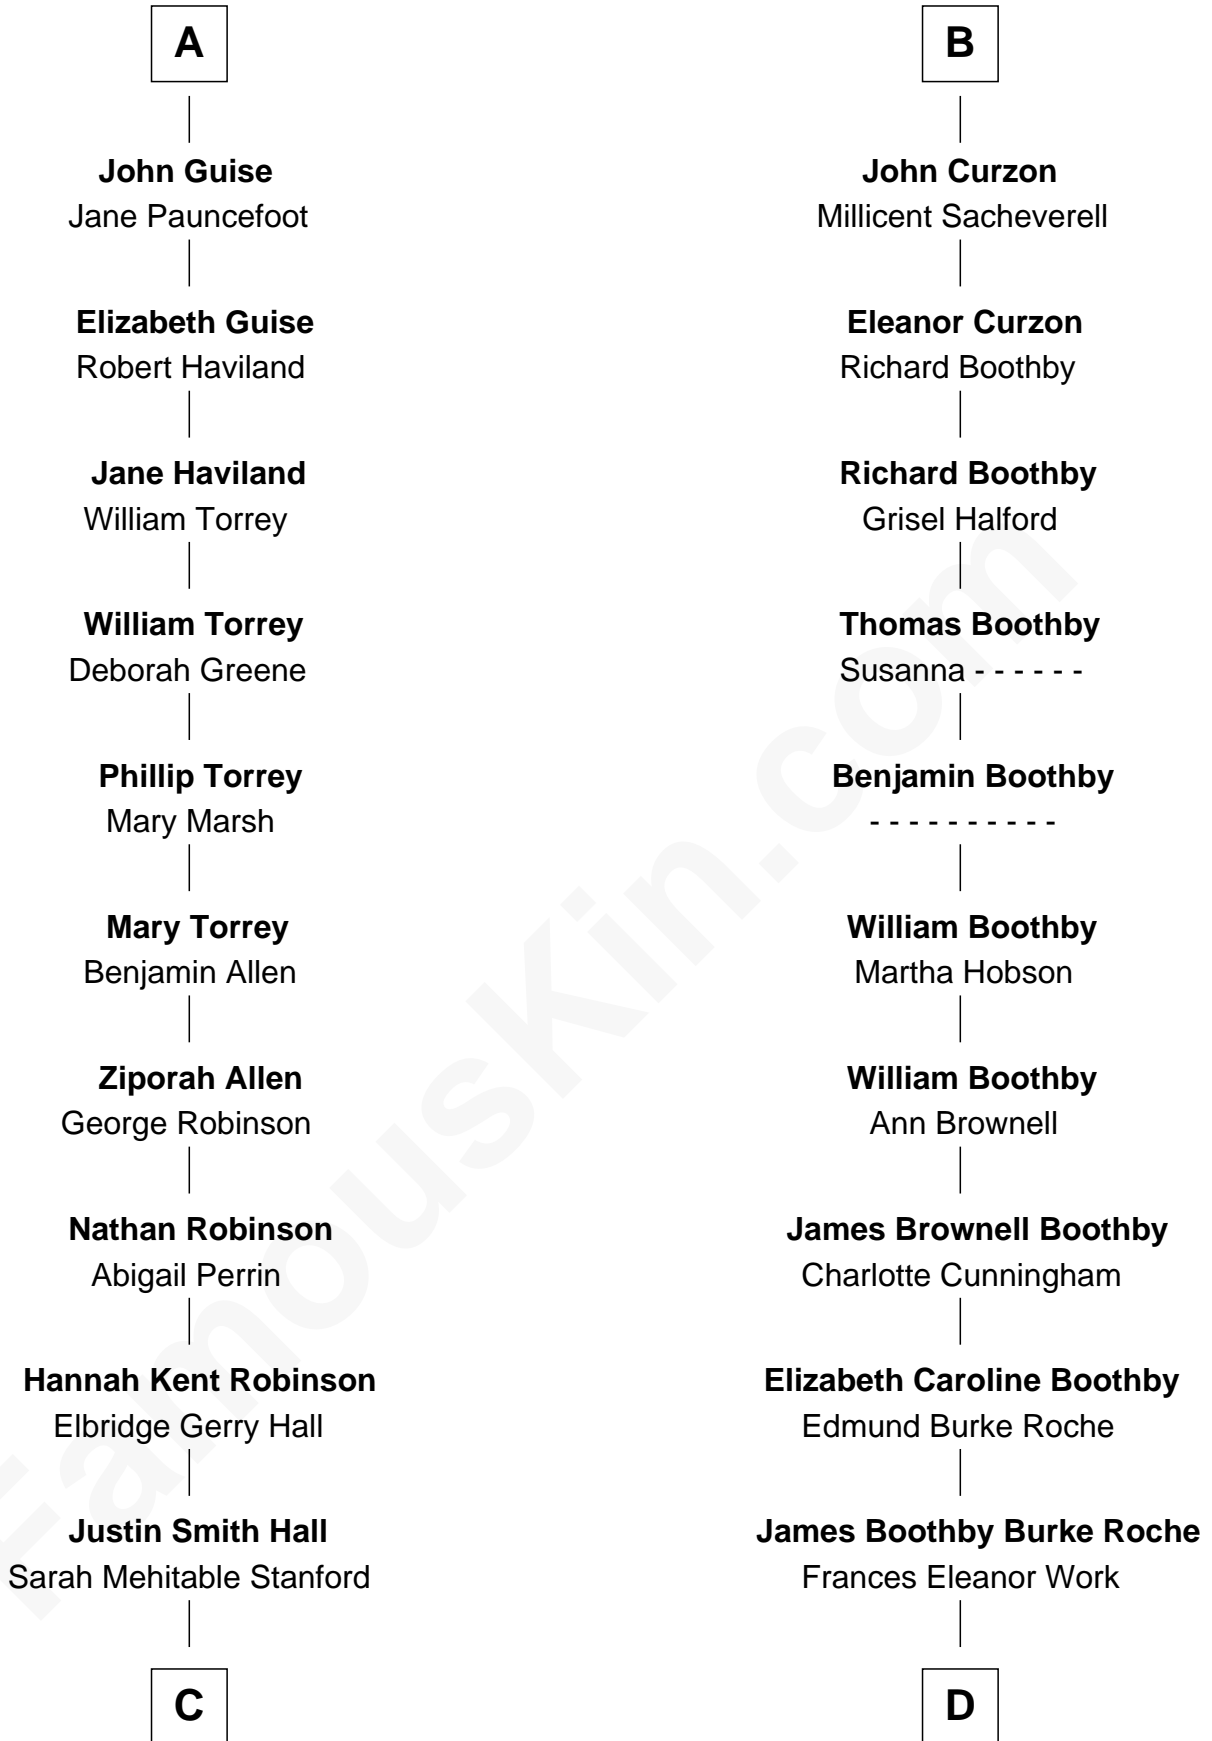 A
John Guise
Jane Pauncefoot
Elizabeth Guise
Robert Haviland
Jane Haviland
William Torrey
William Torrey
Deborah Greene
Phillip Torrey
Mary Marsh
Mary Torrey
Benjamin Allen
Ziporah Allen
George Robinson
Nathan Robinson
Abigail Perrin
Hannah Kent Robinson
Elbridge Gerry Hall
Justin Smith Hall
Sarah Mehitable Stanford
C
B
John Curzon
Millicent Sacheverell
Eleanor Curzon
Richard Boothby
Richard Boothby
Grisel Halford
Thomas Boothby
Susanna - - - - - -
Benjamin Boothby
- - - - - - - - - -
William Boothby
Martha Hobson
William Boothby
Ann Brownell
James Brownell Boothby
Charlotte Cunningham
Elizabeth Caroline Boothby
Edmund Burke Roche
James Boothby Burke Roche
Frances Eleanor Work
D
FamousKin.com